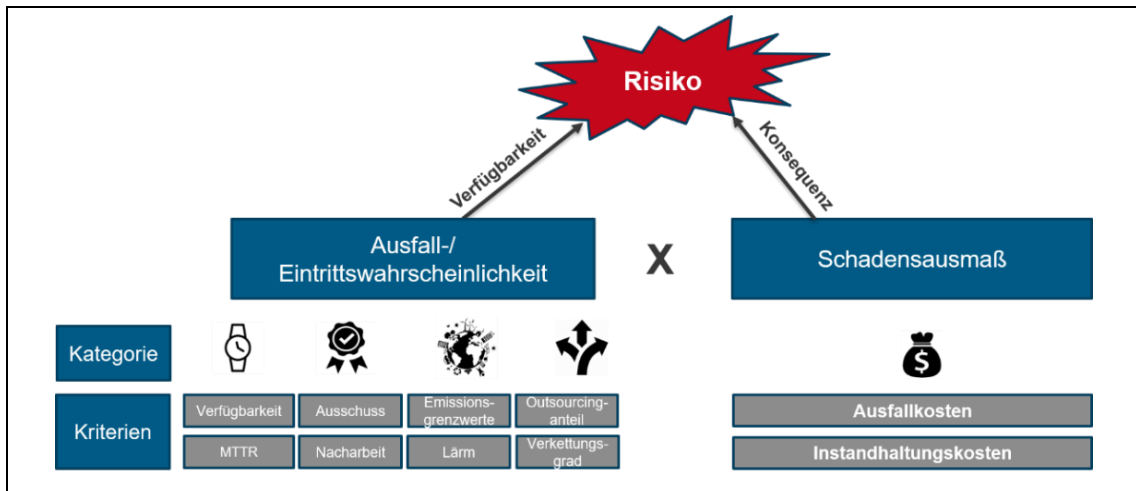 Risiko
Verfügbarkeit
Konsequenz
Ausfall-/
Eintrittswahrscheinlichkeit
X
Schadensausmaß
Kategorie
$
Kriterien
Verfügbarkeit
Ausschuss
Emissions-
grenzwerte
Outsourcing-
anteil
Ausfallkosten
MTTR
Nacharbeit
Lärm
Verkettungs-
grad
Instandhaltungskosten